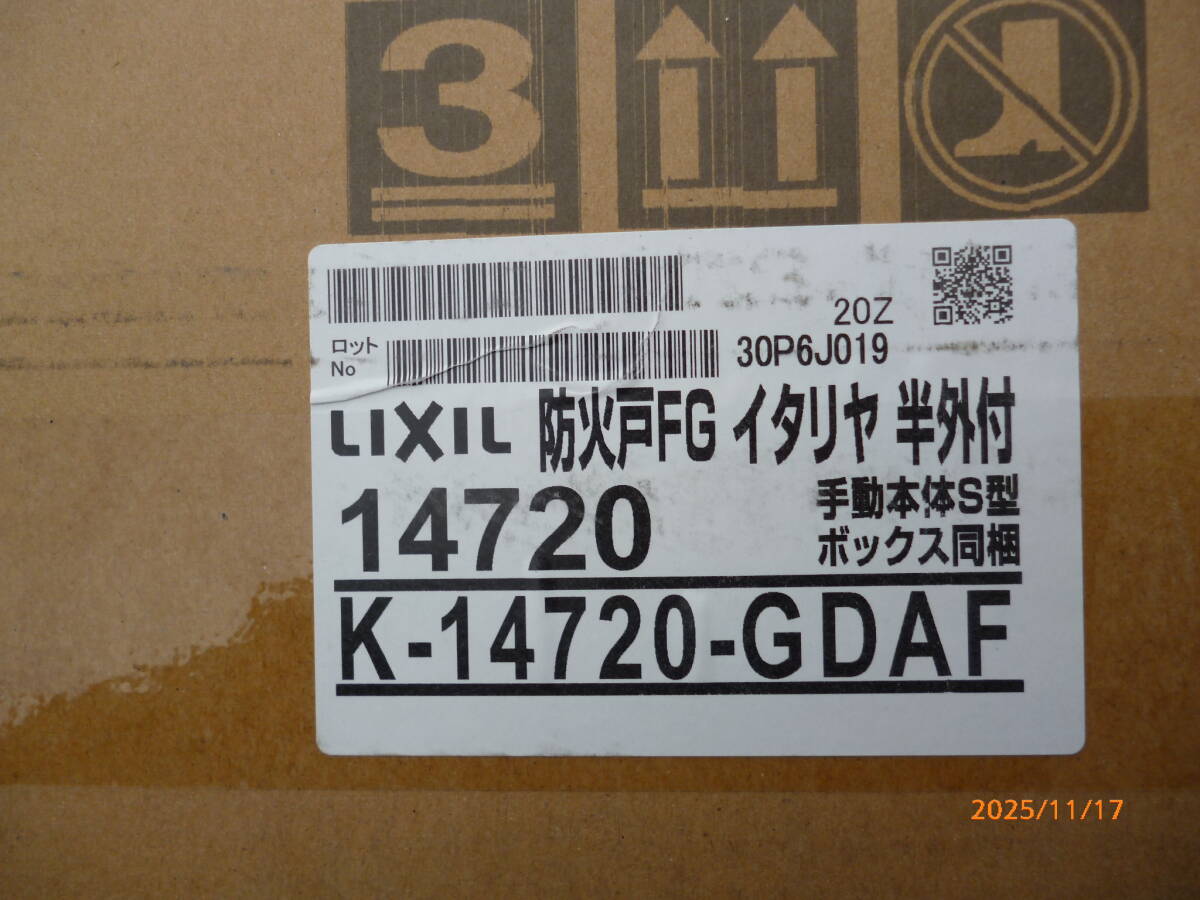 3
20Z
ロット
No
30P6J019
LIXIL 防火戸FG イタリヤ 半外付
14720
手動本体S型
ボックス同梱
K-14720-GDAF
2025/11/17